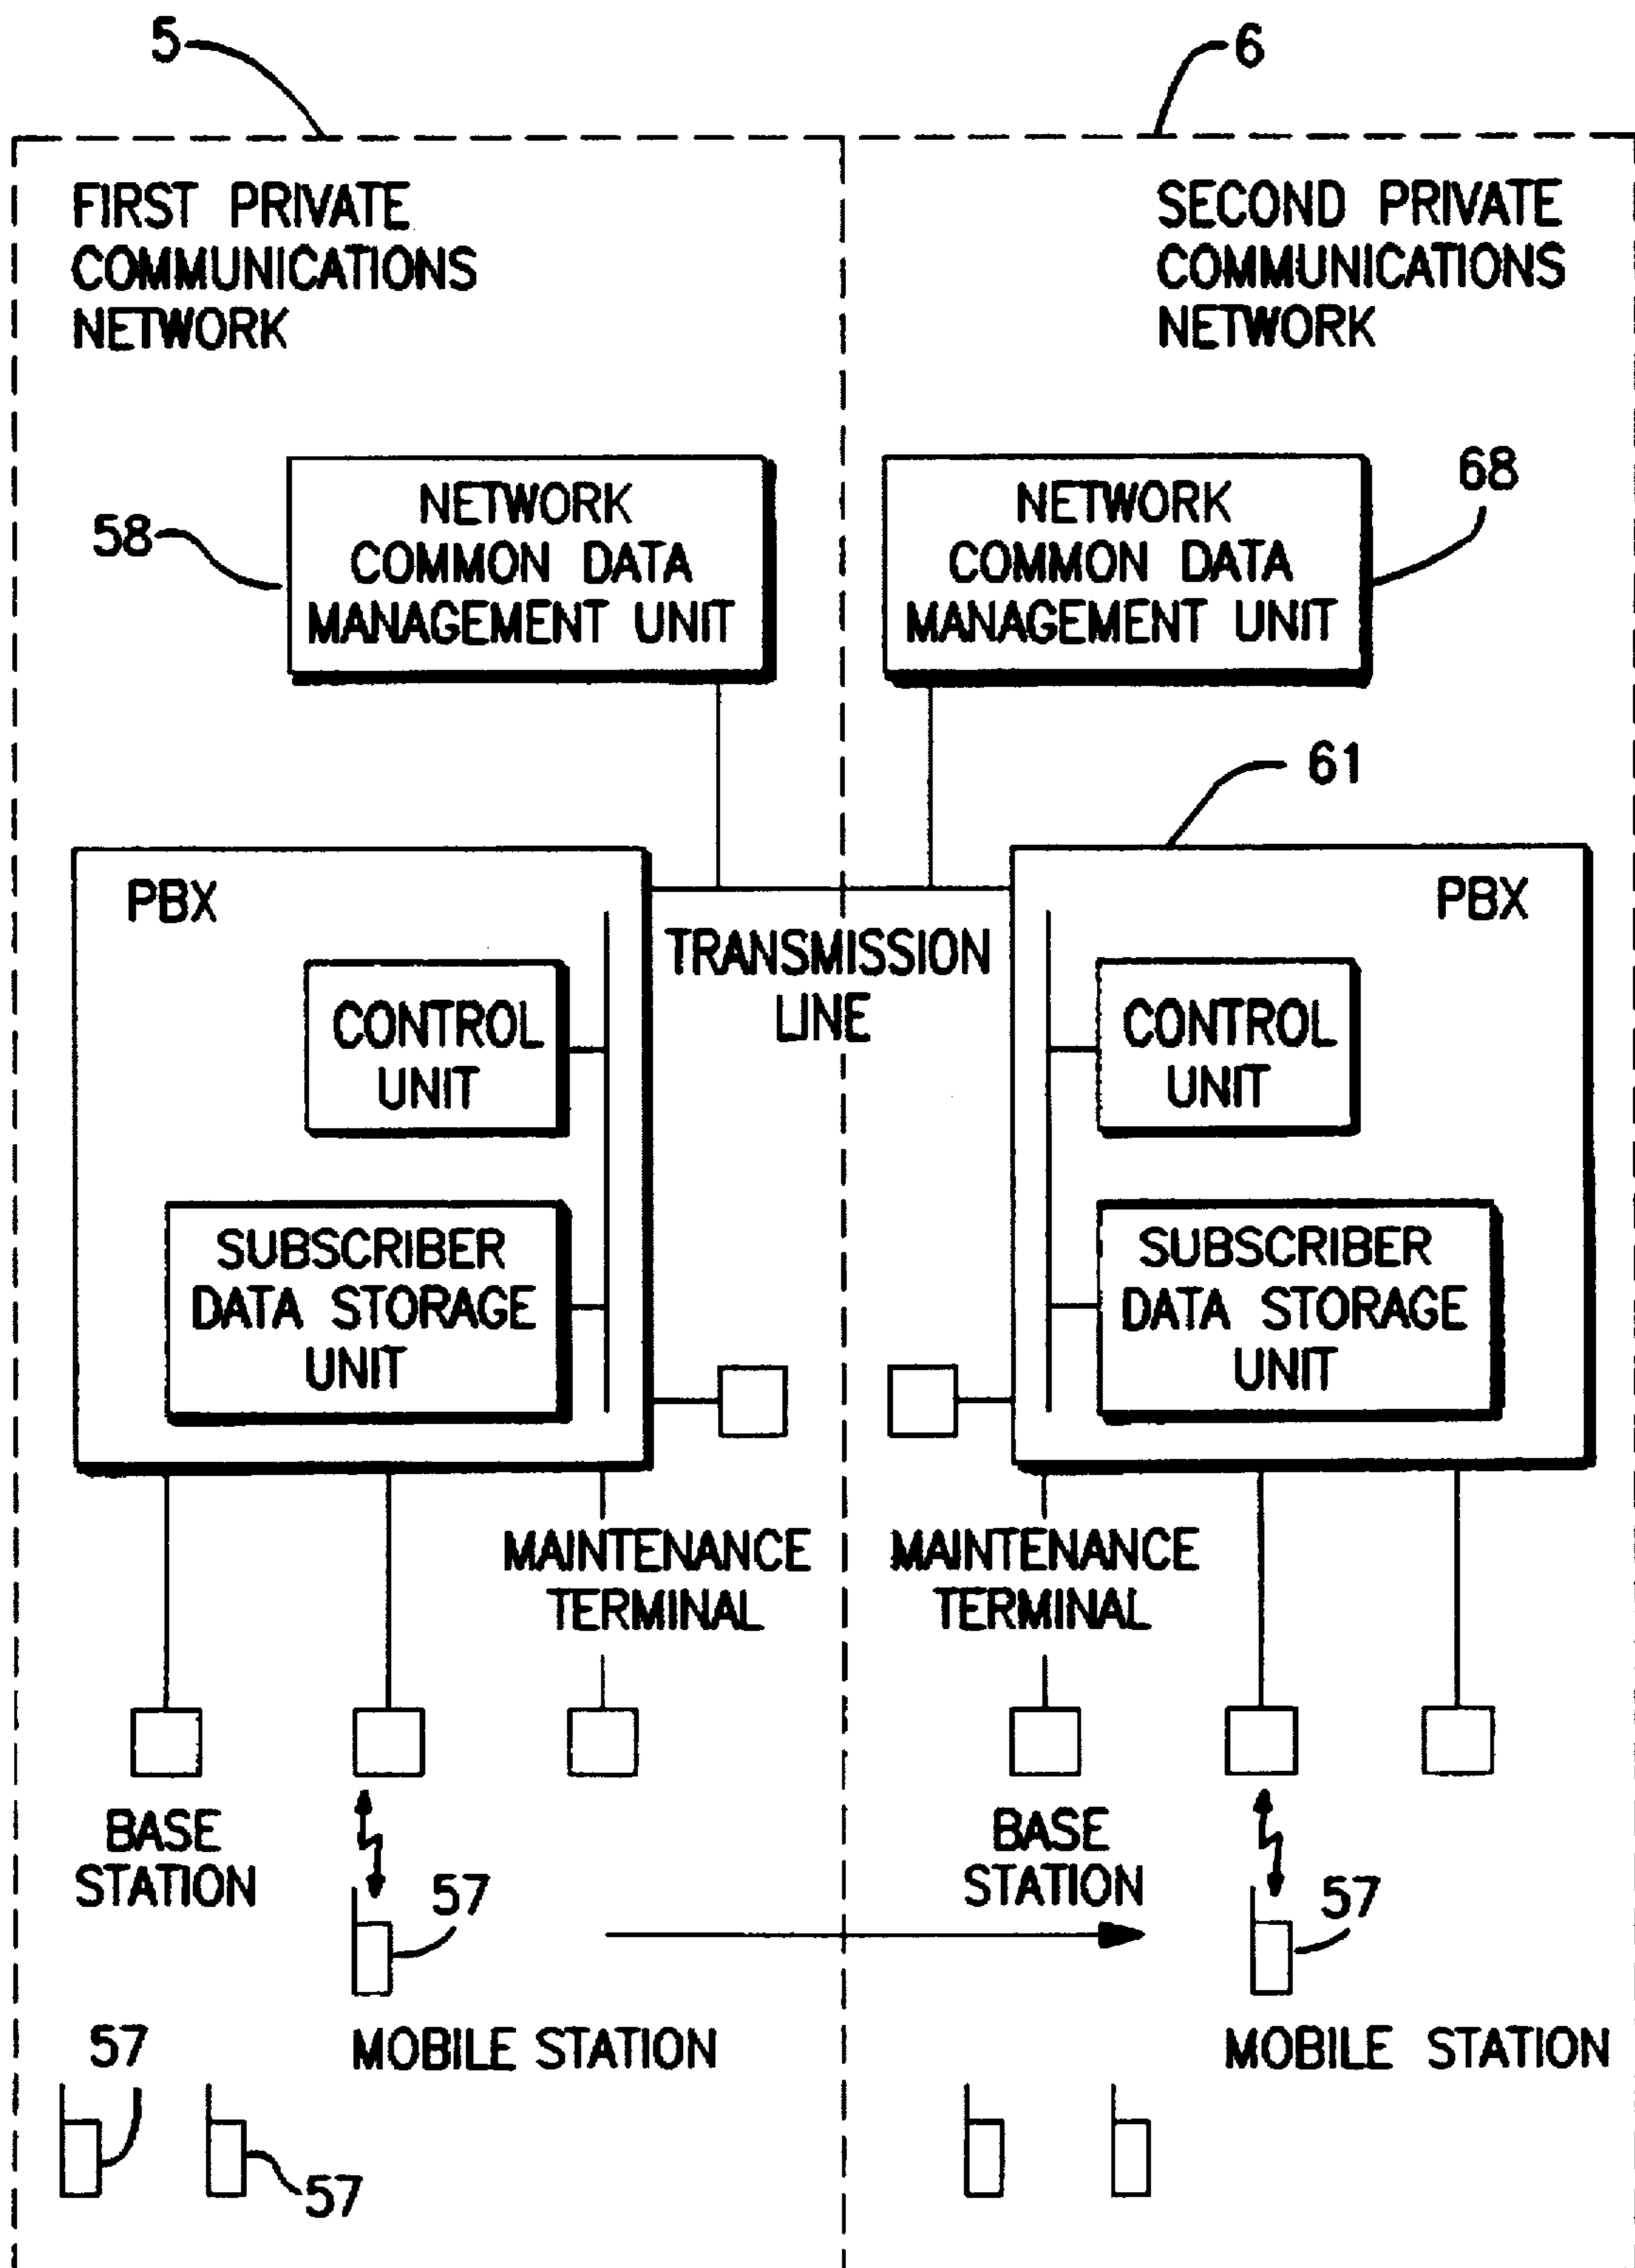 5
6
FIRST PRIVATE
COMMUNICATIONS
NETWORK
SECOND PRIVATE
COMMUNICATIONS
NETWORK
58
NETWORK
COMMON DATA
MANAGEMENT UNIT
NETWORK
COMMON DATA
MANAGEMENT UNIT
68
61
PBX
CONTROL
UNIT
SUBSCRIBER
DATA STORAGE
UNIT
TRANSMISSION
LINE
PBX
CONTROL
UNIT
SUBSCRIBER
DATA STORAGE
UNIT
MAINTENANCE
TERMINAL
MAINTENANCE
TERMINAL
BASE
STATION
57
BASE
STATION
57
MOBILE STATION
MOBILE STATION
57
57